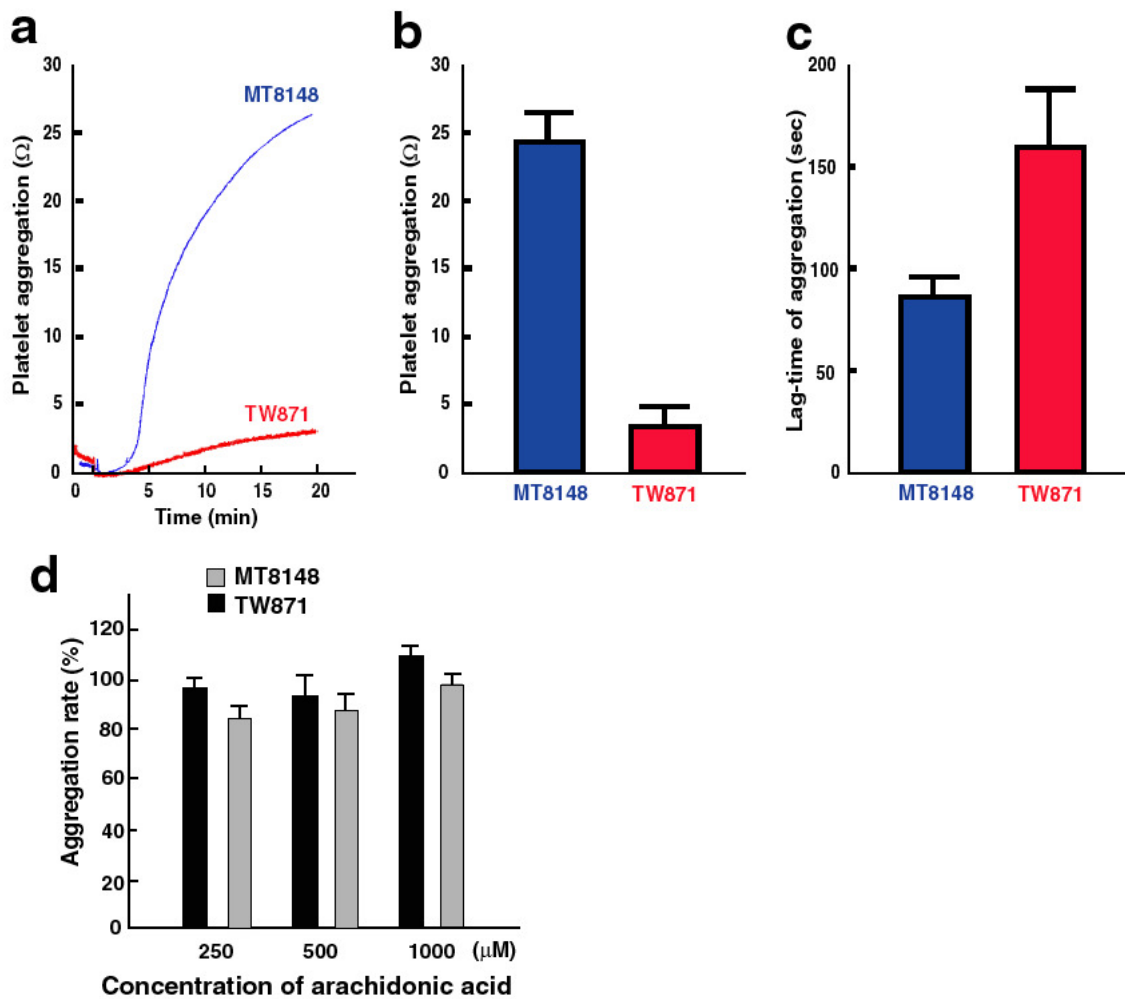 a
30
25
20
15
10
5
0
Platelet aggregation (Ω)
MT8148
TW871
0 5 10 15 20
Time (min)
b
30
25
20
15
10
5
0
Platelet aggregation (Ω)
MT8148 TW871
c
200
150
100
50
0
Lag-time of aggregation (sec)
MT8148 TW871
d
MT8148
TW871
120
100
80
60
40
20
0
Aggregation rate (%)
250 500 1000 (μM)
Concentration of arachidonic acid